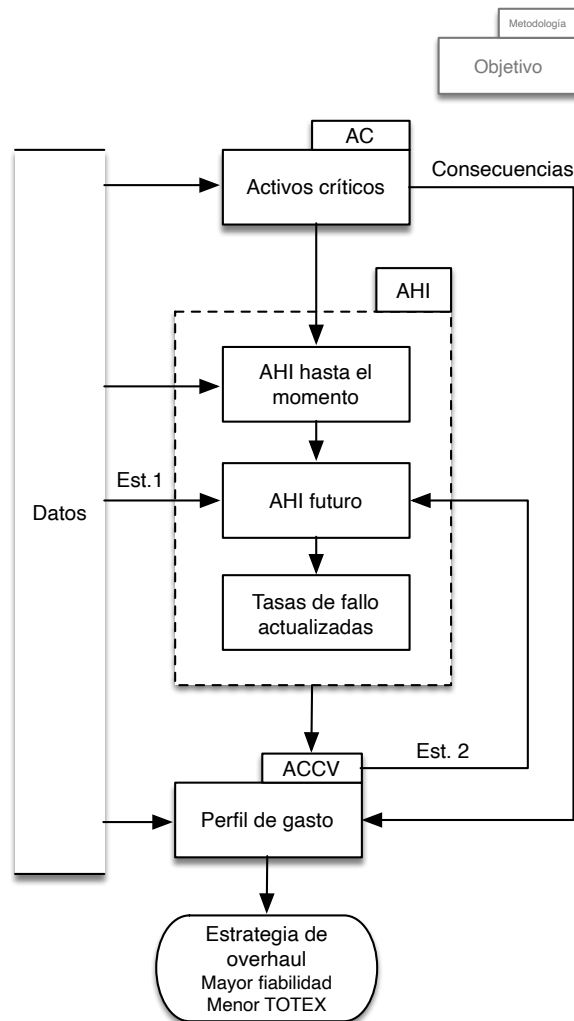 Metodología
Objetivo
AC
Activos críticos
Consecuencias
AHI
AHI hasta el
momento
Est.1
AHI futuro
Datos
Tasas de fallo
actualizadas
ACCV
Est. 2
Perfil de gasto
Estrategia de
overhaul
Mayor fiabilidad
Menor TOTEX